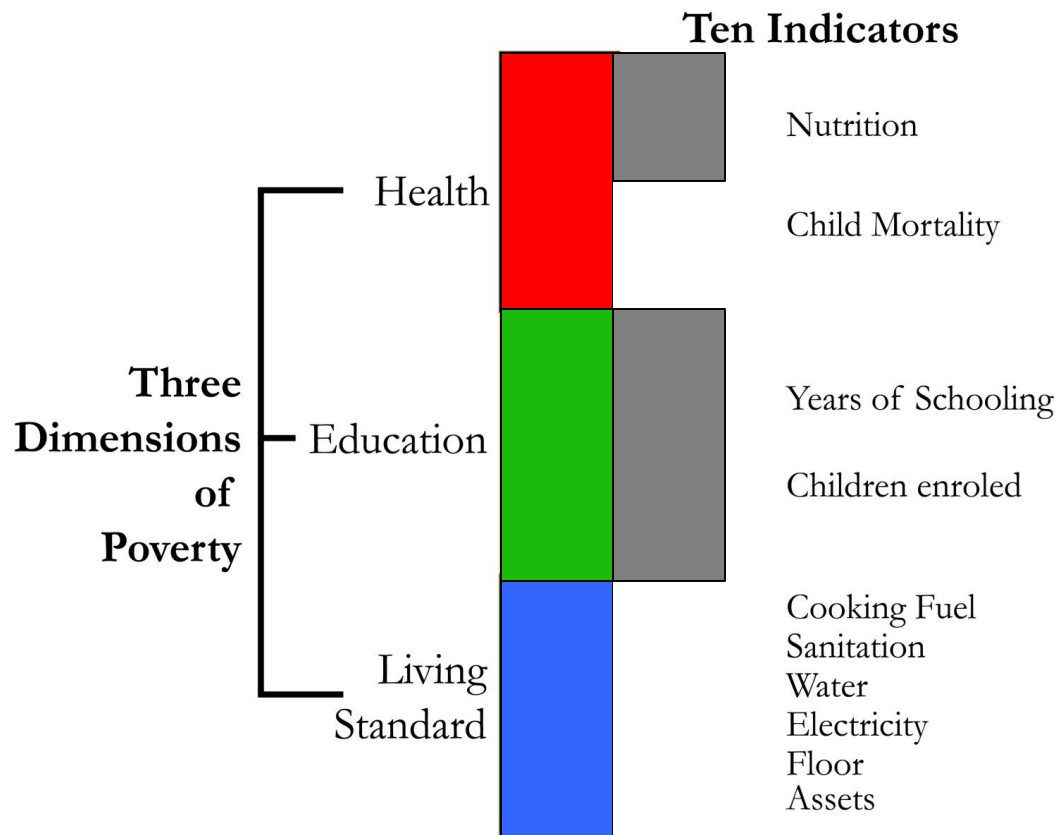 Ten Indicators
Nutrition
Health
Child Mortality
Three
Dimensions
of
Poverty
Years of Schooling
Education
Children enroled
Cooking Fuel
Sanitation
Living
Standard
Water
Electricity
Floor
Assets